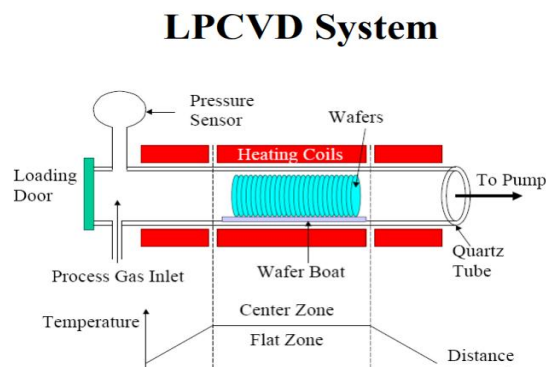 LPCVD System
Pressure
Sensor
Wafers
Heating Coils
Loading
Door
To Pump
Process Gas Inlet
Wafer Boat
Quartz
Tube
Temperature
Center Zone
Flat Zone
Distance